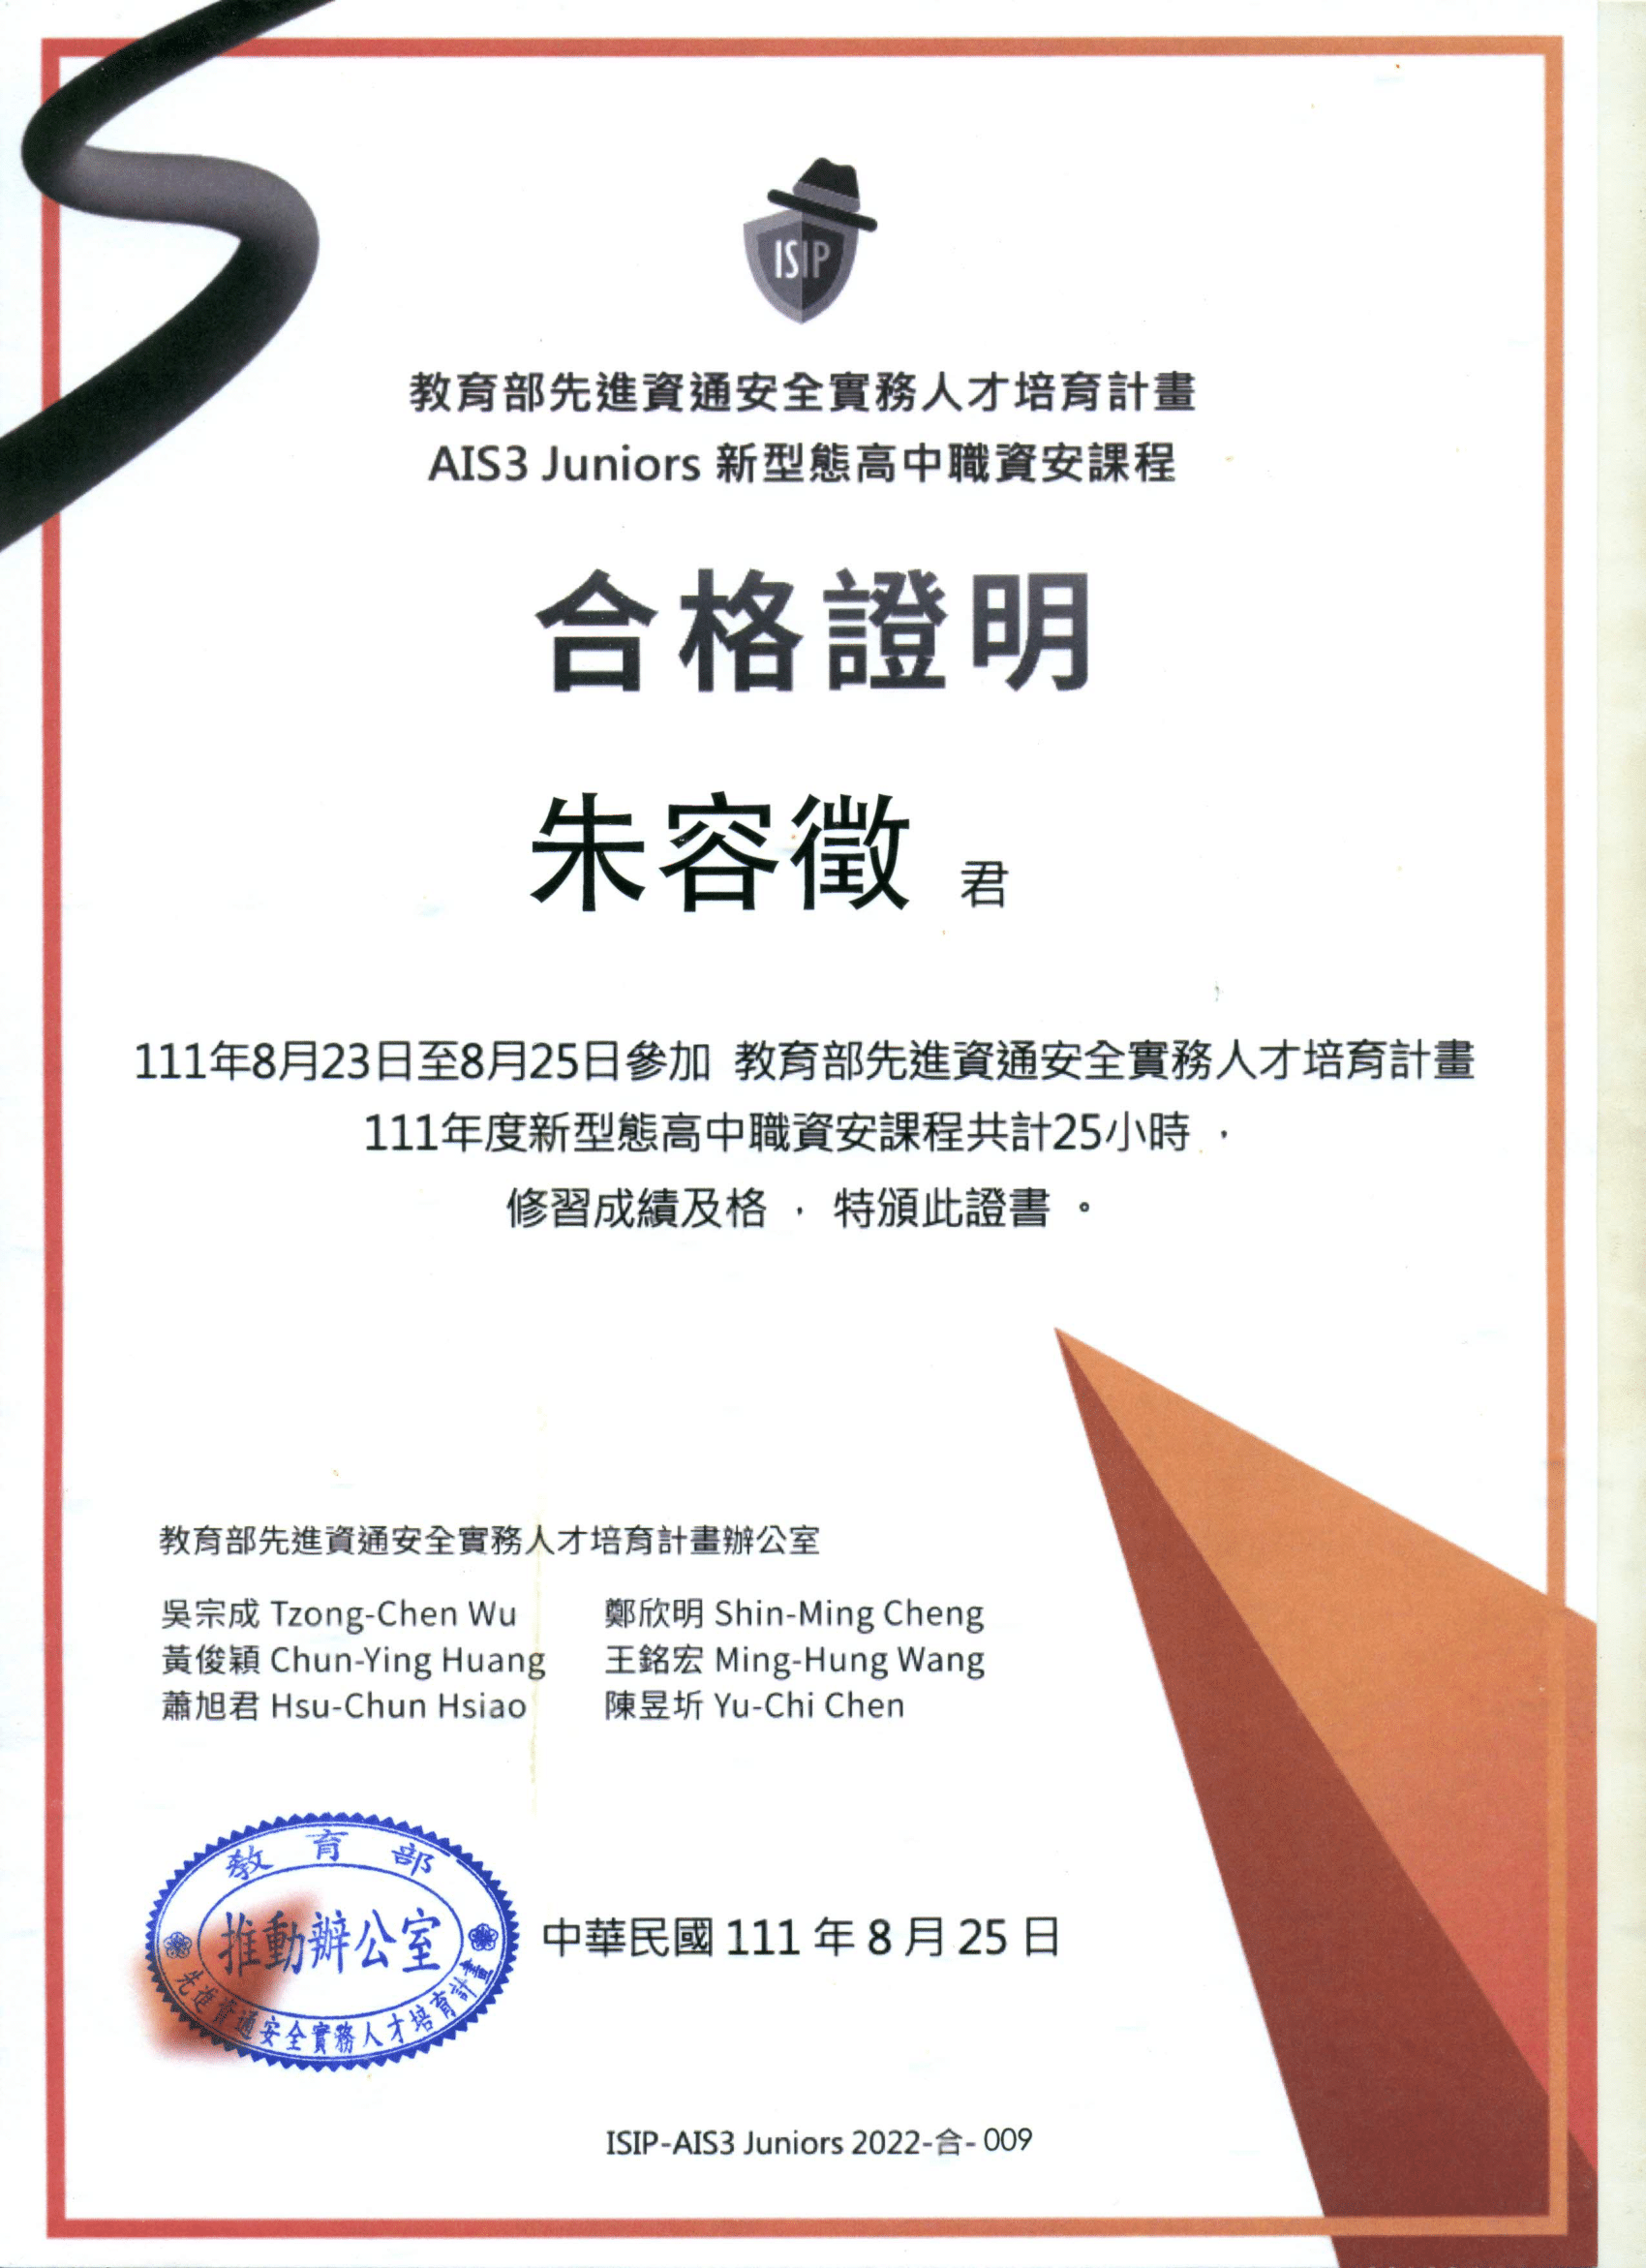 ISIP
教育部先進資通安全實務人才培育計畫
AIS3 Juniors 新型態高中職資安課程
合格證明
朱容徵 君
111年8月23日至8月25日參加 教育部先進資通安全實務人才培育計畫
111年度新型態高中職資安課程共計25小時，
修習成績及格，特頒此證書。
教育部先進資通安全實務人才培育計畫辦公室
吳宗成 Tzong-Chen Wu
鄭欣明 Shin-Ming Cheng
黃俊穎 Chun-Ying Huang
王銘宏 Ming-Hung Wang
蕭旭君 Hsu-Chun Hsiao
陳昱圻 Yu-Chi Chen
教育部
推動辦公室
先進資通安全實務人才培育計畫
中華民國 111 年 8 月 25 日
ISIP-AIS3 Juniors 2022-合- 009